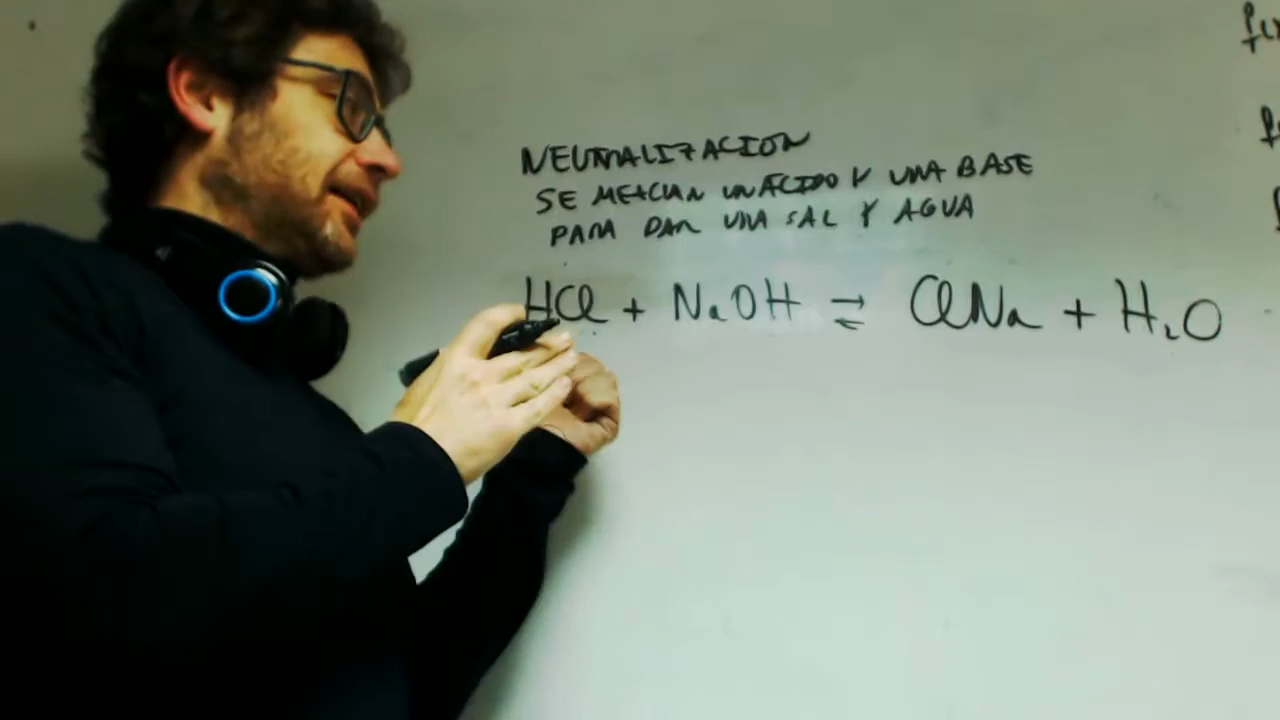 NEUTRALIZACION
SE MEZCLAN UN ACIDO Y UNA BASE
PARA DAR UNA SAL Y AGUA
HCl + NaOH ⇌ ClNa + H₂O